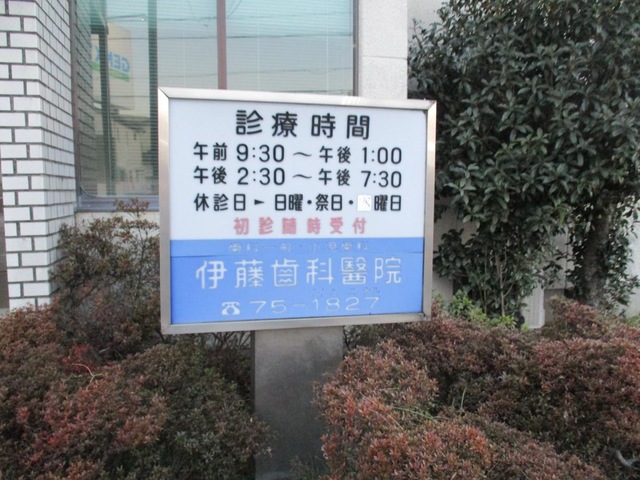 診療時間
午前 9:30 ～ 午後 1:00
午後 2:30 ～ 午後 7:30
休診日 ► 日曜・祭日・曜日
初診随時受付
伊藤歯科醫院
☎ 75-1827